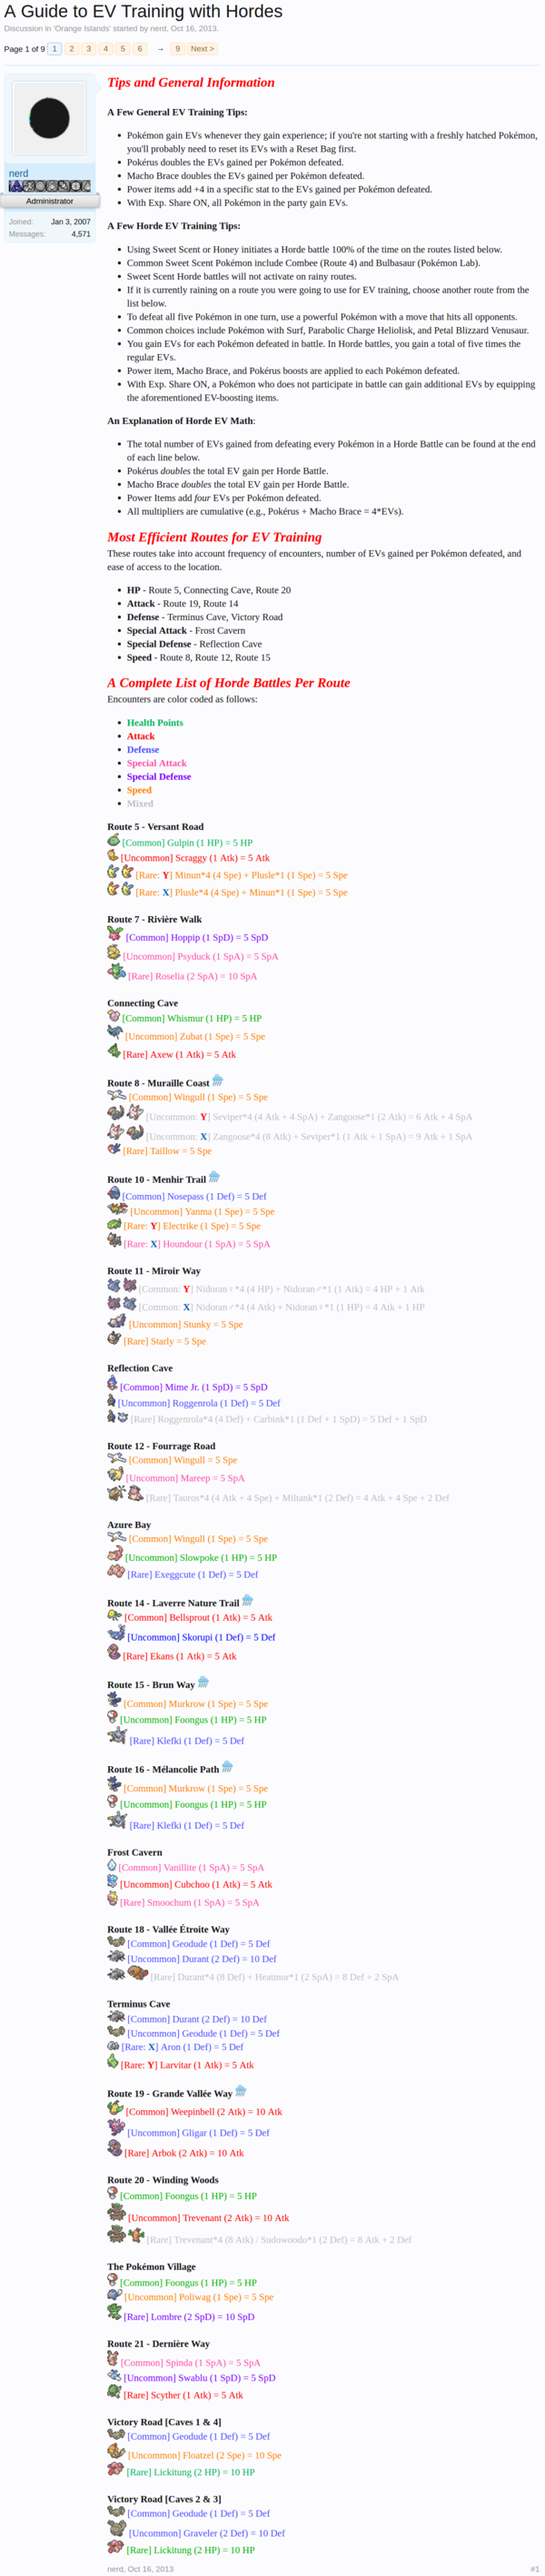 A Guide to EV Training with Hordes
Discussion in 'Orange Islands' started by nerd, Oct 16, 2013.
Page 1 of 9 1 2 3 4 5 6 → 9 Next >
nerd
Administrator
Joined: Jan 3, 2007
Messages: 4,571
Tips and General Information
A Few General EV Training Tips:
Pokémon gain EVs whenever they gain experience; if you're not starting with a freshly hatched Pokémon,
you'll probably need to reset its EVs with a Reset Bag first.
Pokérus doubles the EVs gained per Pokémon defeated.
Macho Brace doubles the EVs gained per Pokémon defeated.
Power items add +4 in a specific stat to the EVs gained per Pokémon defeated.
With Exp. Share ON, all Pokémon in the party gain EVs.
A Few Horde EV Training Tips:
Using Sweet Scent or Honey initiates a Horde battle 100% of the time on the routes listed below.
Common Sweet Scent Pokémon include Combee (Route 4) and Bulbasaur (Pokémon Lab).
Sweet Scent Horde battles will not activate on rainy routes.
If it is currently raining on a route you were going to use for EV training, choose another route from the
list below.
To defeat all five Pokémon in one turn, use a powerful Pokémon with a move that hits all opponents.
Common choices include Pokémon with Surf, Parabolic Charge Heliolisk, and Petal Blizzard Venusaur.
You gain EVs for each Pokémon defeated in battle. In Horde battles, you gain a total of five times the
regular EVs.
Power item, Macho Brace, and Pokérus boosts are applied to each Pokémon defeated.
With Exp. Share ON, a Pokémon who does not participate in battle can gain additional EVs by equipping
the aforementioned EV-boosting items.
An Explanation of Horde EV Math:
The total number of EVs gained from defeating every Pokémon in a Horde Battle can be found at the end
of each line below.
Pokérus doubles the total EV gain per Horde Battle.
Macho Brace doubles the total EV gain per Horde Battle.
Power Items add four EVs per Pokémon defeated.
All multipliers are cumulative (e.g., Pokérus + Macho Brace = 4*EVs).
Most Efficient Routes for EV Training
These routes take into account frequency of encounters, number of EVs gained per Pokémon defeated, and
ease of access to the location.
HP - Route 5, Connecting Cave, Route 20
Attack - Route 19, Route 14
Defense - Terminus Cave, Victory Road
Special Attack - Frost Cavern
Special Defense - Reflection Cave
Speed - Route 8, Route 12, Route 15
A Complete List of Horde Battles Per Route
Encounters are color coded as follows:
Health Points
Attack
Defense
Special Attack
Special Defense
Speed
Mixed
Route 5 - Versant Road
[Common] Gulpin (1 HP) = 5 HP
[Uncommon] Scraggy (1 Atk) = 5 Atk
[Rare: Y] Minun*4 (4 Spe) + Plusle*1 (1 Spe) = 5 Spe
[Rare: X] Plusle*4 (4 Spe) + Minun*1 (1 Spe) = 5 Spe
Route 7 - Rivière Walk
[Common] Hoppip (1 SpD) = 5 SpD
[Uncommon] Psyduck (1 SpA) = 5 SpA
[Rare] Roselia (2 SpA) = 10 SpA
Connecting Cave
[Common] Whismur (1 HP) = 5 HP
[Uncommon] Zubat (1 Spe) = 5 Spe
[Rare] Axew (1 Atk) = 5 Atk
Route 8 - Muraille Coast
[Common] Wingull (1 Spe) = 5 Spe
[Uncommon: Y] Seviper*4 (4 Atk + 4 SpA) + Zangoose*1 (2 Atk) = 6 Atk + 4 SpA
[Uncommon: X] Zangoose*4 (8 Atk) + Seviper*1 (1 Atk + 1 SpA) = 9 Atk + 1 SpA
[Rare] Taillow = 5 Spe
Route 10 - Menhir Trail
[Common] Nosepass (1 Def) = 5 Def
[Uncommon] Yanma (1 Spe) = 5 Spe
[Rare: Y] Electrike (1 Spe) = 5 Spe
[Rare: X] Houndour (1 SpA) = 5 SpA
Route 11 - Miroir Way
[Common: Y] Nidoran♀*4 (4 HP) + Nidoran♂*1 (1 Atk) = 4 HP + 1 Atk
[Common: X] Nidoran♂*4 (4 Atk) + Nidoran♀*1 (1 HP) = 4 Atk + 1 HP
[Uncommon] Stunky = 5 Spe
[Rare] Starly = 5 Spe
Reflection Cave
[Common] Mime Jr. (1 SpD) = 5 SpD
[Uncommon] Roggenrola (1 Def) = 5 Def
[Rare] Roggenrola*4 (4 Def) + Carbink*1 (1 Def + 1 SpD) = 5 Def + 1 SpD
Route 12 - Fourrage Road
[Common] Wingull = 5 Spe
[Uncommon] Mareep = 5 SpA
[Rare] Tauros*4 (4 Atk + 4 Spe) + Miltank*1 (2 Def) = 4 Atk + 4 Spe + 2 Def
Azure Bay
[Common] Wingull (1 Spe) = 5 Spe
[Uncommon] Slowpoke (1 HP) = 5 HP
[Rare] Exeggcute (1 Def) = 5 Def
Route 14 - Laverre Nature Trail
[Common] Bellsprout (1 Atk) = 5 Atk
[Uncommon] Skorupi (1 Def) = 5 Def
[Rare] Ekans (1 Atk) = 5 Atk
Route 15 - Brun Way
[Common] Murkrow (1 Spe) = 5 Spe
[Uncommon] Foongus (1 HP) = 5 HP
[Rare] Klefki (1 Def) = 5 Def
Route 16 - Mélancolie Path
[Common] Murkrow (1 Spe) = 5 Spe
[Uncommon] Foongus (1 HP) = 5 HP
[Rare] Klefki (1 Def) = 5 Def
Frost Cavern
[Common] Vanillite (1 SpA) = 5 SpA
[Uncommon] Cubchoo (1 Atk) = 5 Atk
[Rare] Smoochum (1 SpA) = 5 SpA
Route 18 - Vallée Étroite Way
[Common] Geodude (1 Def) = 5 Def
[Uncommon] Durant (2 Def) = 10 Def
[Rare] Durant*4 (8 Def) + Heatmor*1 (2 SpA) = 8 Def + 2 SpA
Terminus Cave
[Common] Durant (2 Def) = 10 Def
[Uncommon] Geodude (1 Def) = 5 Def
[Rare: X] Aron (1 Def) = 5 Def
[Rare: Y] Larvitar (1 Atk) = 5 Atk
Route 19 - Grande Vallée Way
[Common] Weepinbell (2 Atk) = 10 Atk
[Uncommon] Gligar (1 Def) = 5 Def
[Rare] Arbok (2 Atk) = 10 Atk
Route 20 - Winding Woods
[Common] Foongus (1 HP) = 5 HP
[Uncommon] Trevenant (2 Atk) = 10 Atk
[Rare] Trevenant*4 (8 Atk) / Sudowoodo*1 (2 Def) = 8 Atk + 2 Def
The Pokémon Village
[Common] Foongus (1 HP) = 5 HP
[Uncommon] Poliwag (1 Spe) = 5 Spe
[Rare] Lombre (2 SpD) = 10 SpD
Route 21 - Dernière Way
[Common] Spinda (1 SpA) = 5 SpA
[Uncommon] Swablu (1 SpD) = 5 SpD
[Rare] Scyther (1 Atk) = 5 Atk
Victory Road [Caves 1 & 4]
[Common] Geodude (1 Def) = 5 Def
[Uncommon] Floatzel (2 Spe) = 10 Spe
[Rare] Lickitung (2 HP) = 10 HP
Victory Road [Caves 2 & 3]
[Common] Geodude (1 Def) = 5 Def
[Uncommon] Graveler (2 Def) = 10 Def
[Rare] Lickitung (2 HP) = 10 HP
nerd, Oct 16, 2013 #1